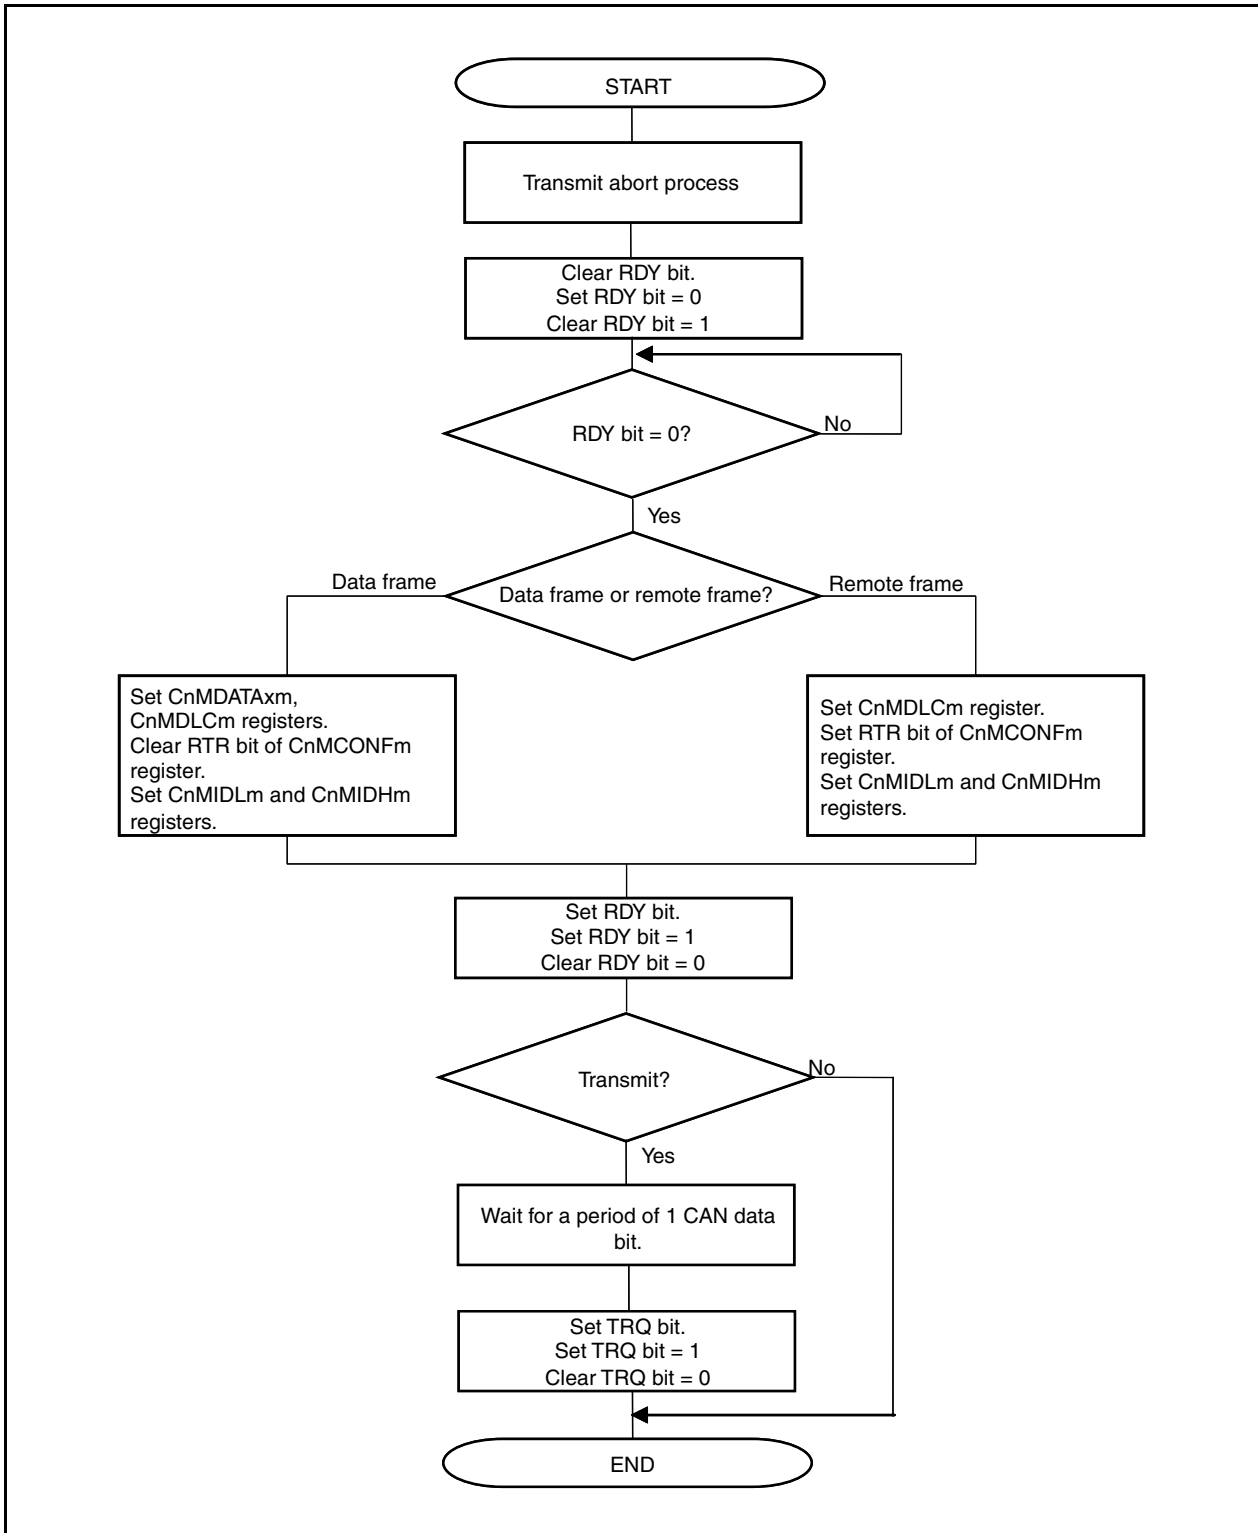 START
Transmit abort process
Clear RDY bit.
Set RDY bit = 0
Clear RDY bit = 1
RDY bit = 0?
No
Yes
Data frame or remote frame?
Data frame
Remote frame
Set CnMDATAxm,
CnMDLCm registers.
Clear RTR bit of CnMCONFm
register.
Set CnMIDLm and CnMIDHm
registers.
Set CnMDLCm register.
Set RTR bit of CnMCONFm
register.
Set CnMIDLm and CnMIDHm
registers.
Set RDY bit.
Set RDY bit = 1
Clear RDY bit = 0
Transmit?
No
Yes
Wait for a period of 1 CAN data
bit.
Set TRQ bit.
Set TRQ bit = 1
Clear TRQ bit = 0
END